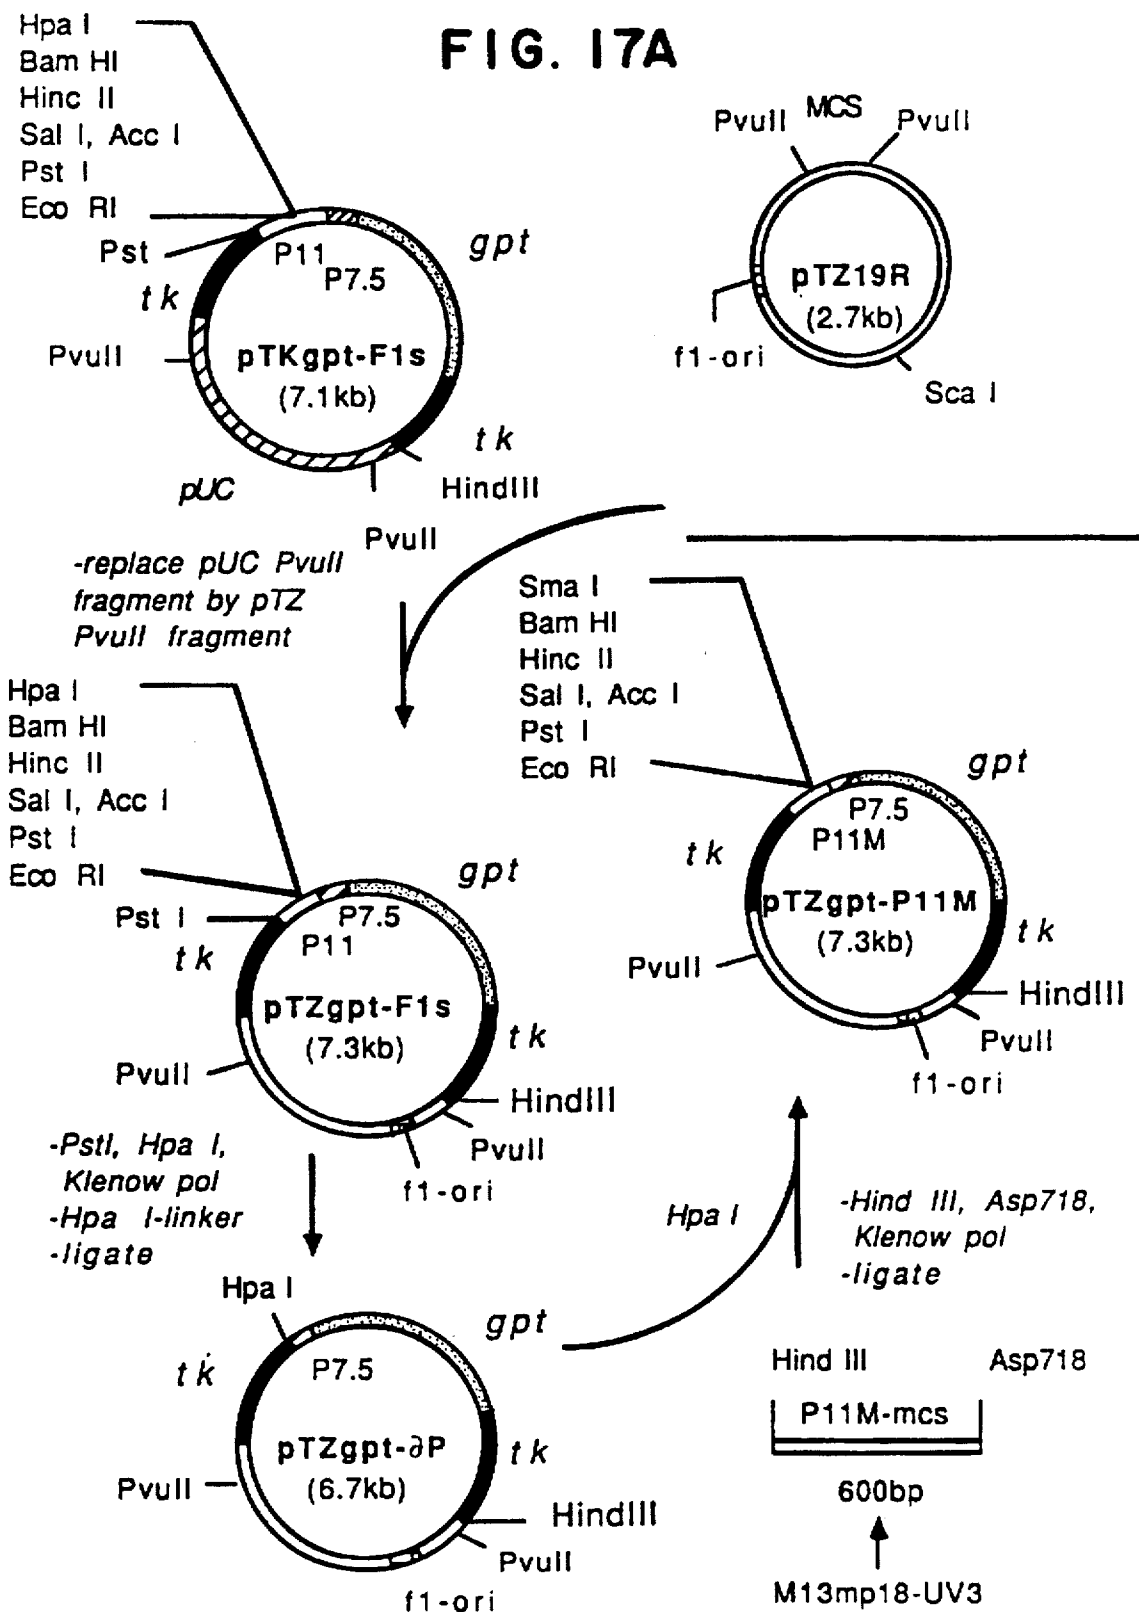 FIG. 17A
Hpa I
Bam HI
Hinc II
Sal I, Acc I
Pst I
Eco RI
Pst
tk
PvuII
P11
P7.5
gpt
pTKgpt-F1s
(7.1kb)
tk
HindIII
pUC
PvuII
PvuII
MCS
PvuII
pTZ19R
(2.7kb)
f1-ori
Sca I
-replace pUC PvuII
fragment by pTZ
PvuII fragment
Hpa I
Bam HI
Hinc II
Sal I, Acc I
Pst I
Eco RI
Pst I
tk
P7.5
P11
gpt
pTZgpt-F1s
(7.3kb)
tk
PvuII
HindIII
PvuII
f1-ori
Sma I
Bam HI
Hinc II
Sal I, Acc I
Pst I
Eco RI
gpt
P7.5
P11M
tk
pTZgpt-P11M
(7.3kb)
tk
PvuII
HindIII
PvuII
f1-ori
-PstI, Hpa I,
Klenow pol
-Hpa I-linker
-ligate
Hpa I
-Hind III, Asp718,
Klenow pol
-ligate
Hpa I
gpt
tk
P7.5
pTZgpt-∂P
(6.7kb)
tk
PvuII
HindIII
PvuII
f1-ori
Hind III
Asp718
P11M-mcs
600bp
M13mp18-UV3